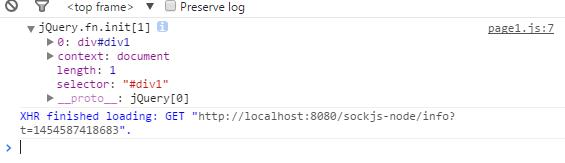 <top frame> Preserve log
jQuery.fn.init[1] page1.js:7
0: div#div1
context: document
length: 1
selector: "#div1"
__proto__: jQuery[0]
XHR finished loading: GET "http://localhost:8080/sockjs-node/info?
t=1454587418683".